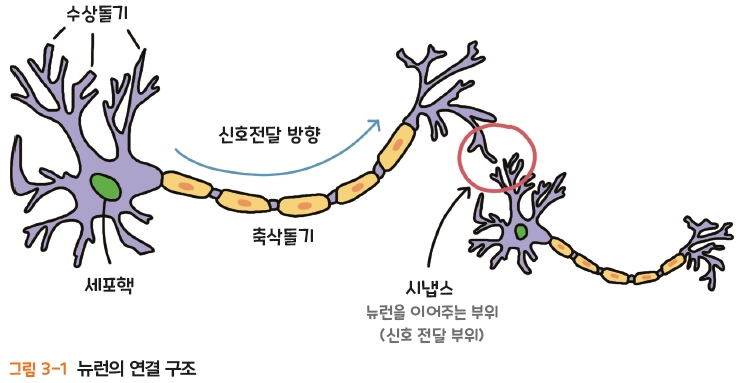 수상돌기
신호전달 방향
축삭돌기
세포핵
시냅스
뉴런을 이어주는 부위
(신호 전달 부위)
그림 3-1 뉴런의 연결 구조